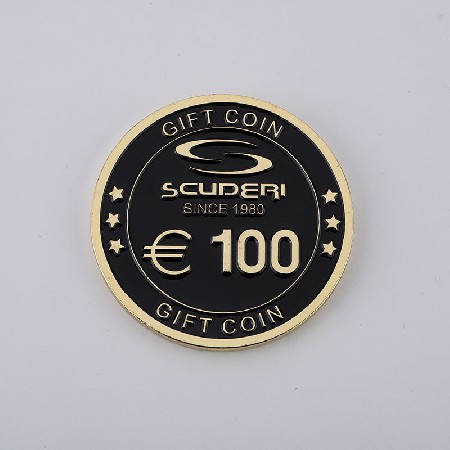 GIFT COIN
SCUDERI
SINCE 1980
€ 100
GIFT COIN